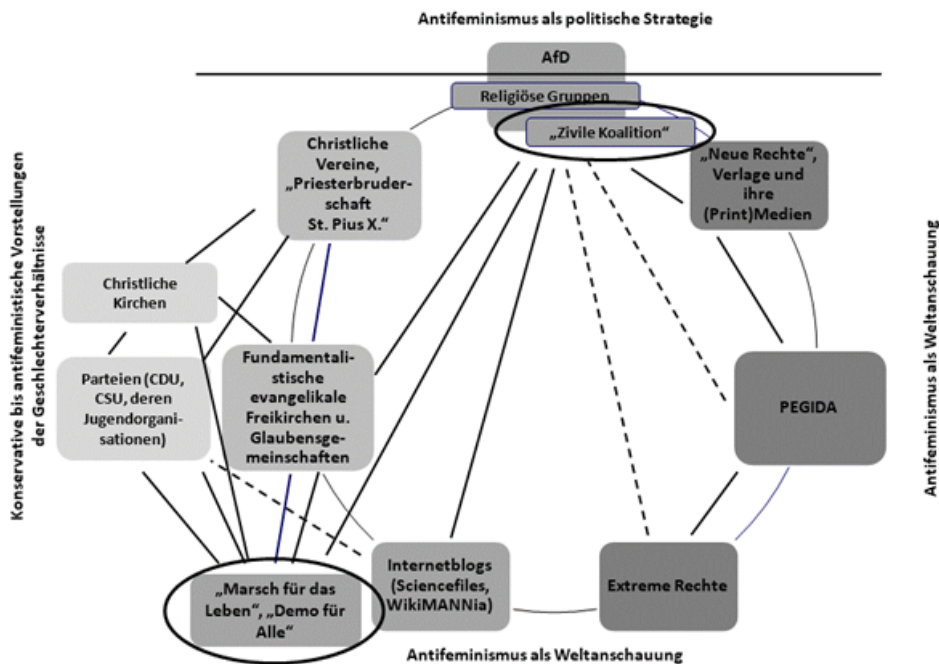 Antifeminismus als politische Strategie
AfD
Religiöse Gruppen
„Zivile Koalition“
Christliche
Vereine,
„Priesterbruder-
schaft
St. Pius X.“
„Neue Rechte“,
Verlage und
ihre
(Print)Medien
Konservative bis antifeministische Vorstellungen
der Geschlechterverhältnisse
Christliche
Kirchen
Parteien (CDU,
CSU, deren
Jugendorgani-
sationen)
Fundamentali-
stische
evangelikale
Freikirchen u.
Glaubensge-
meinschaften
PEGIDA
Antifeminismus als Weltanschauung
„Marsch für das
Leben“, „Demo für
Alle“
Internetblogs
(Sciencefiles,
WikiMANNia)
Extreme Rechte
Antifeminismus als Weltanschauung